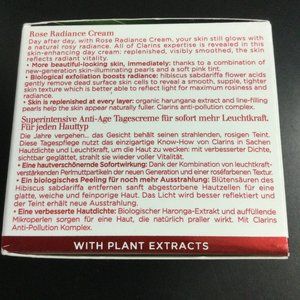 Rose Radiance Cream
Day after day, with Rose Radiance Cream, your skin still glows with
a natural rosy radiance. All of Clarins expertise is revealed in this
skin-enhancing day cream: replenished, visibly smoothed, the skin
reflects radiant vitality.
• More beautiful-looking skin, immediately: thanks to a combination of
new-generation skin-illuminating pearls and a soft pink tint.
• Biological exfoliation boosts radiance: hibiscus sabdariffa flower acids
gently remove dead surface skin cells to reveal a smooth, supple, tighter
skin texture which is better able to reflect light for maximum rosiness and
radiance.
• Skin is replenished at every layer: organic harungana extract and line-filling
pearls help the skin appear naturally fuller. Clarins anti-pollution complex.
Superintensive Anti-Age Tagescreme für sofort mehr Leuchtkraft.
Für jeden Hauttyp
Die Jahre vergehen.. das Gesicht behält seinen strahlenden, rosigen Teint.
Diese Tagespflege nutzt das einzigartige Know-How von Clarins in Sachen
Hautdichte und Leuchtkraft, um die Haut zu wecken: mit verbesserter Dichte,
sichtbar geglättet, strahlt sie wieder voller Vitalität.
• Eine hautverschönernde Sofortwirkung: Dank der Kombination von leuchtkraft-
verstärkenden Perlmuttpartikeln der neuen Generation und einer roséfarbenen Textur.
• Ein biologisches Peeling für noch mehr Ausstrahlung: Blütensäuren des
Hibiscus sabdariffa entfernen sanft abgestorbene Hautzellen für eine
glatte, weiche und feinporige Haut. Das Licht wird besser reflektiert und
der Teint erhält neue Ausstrahlung.
• Eine verbesserte Hautdichte: Biologischer Haronga-Extrakt und auffüllende
Mikroperlen sorgen für eine Haut, die natürlich praller wirkt. Mit Clarins
Anti-Pollution Komplex.
WITH PLANT EXTRACTS